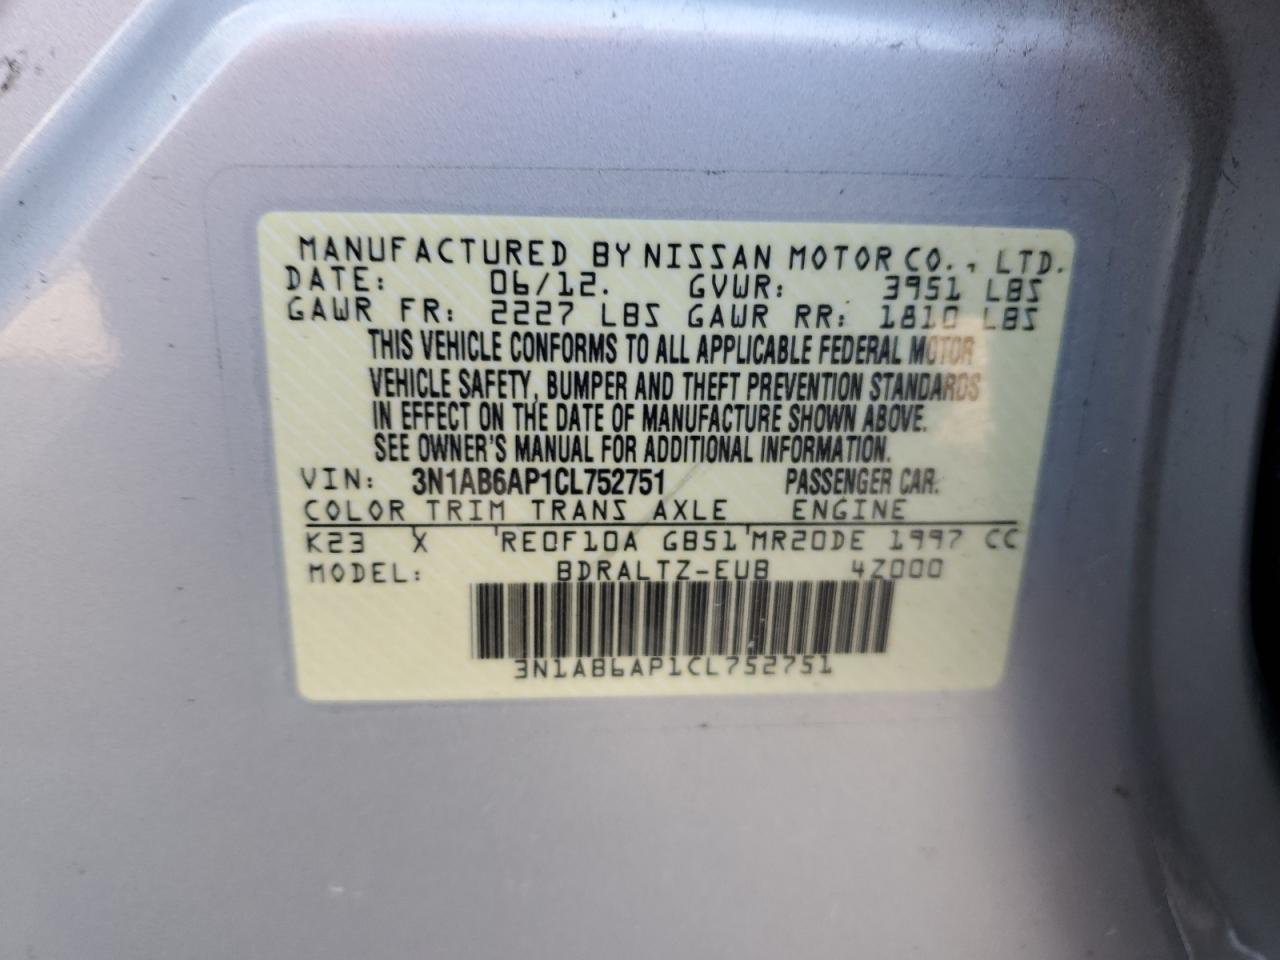 MANUFACTURED BY NISSAN MOTOR CO., LTD.
DATE: 06/12. GVWR: 3951 LBS
GAWR FR: 2227 LBS GAWR RR: 1810 LBS
THIS VEHICLE CONFORMS TO ALL APPLICABLE FEDERAL MOTOR
VEHICLE SAFETY, BUMPER AND THEFT PREVENTION STANDARDS
IN EFFECT ON THE DATE OF MANUFACTURE SHOWN ABOVE.
SEE OWNER'S MANUAL FOR ADDITIONAL INFORMATION.
VIN: 3N1AB6AP1CL752751 PASSENGER CAR.
COLOR TRIM TRANS AXLE ENGINE
K23 X RE0F10A GB51 MR20DE 1997 CC
MODEL: BDRALTZ-EUB 4Z000
3N1AB6AP1CL752751